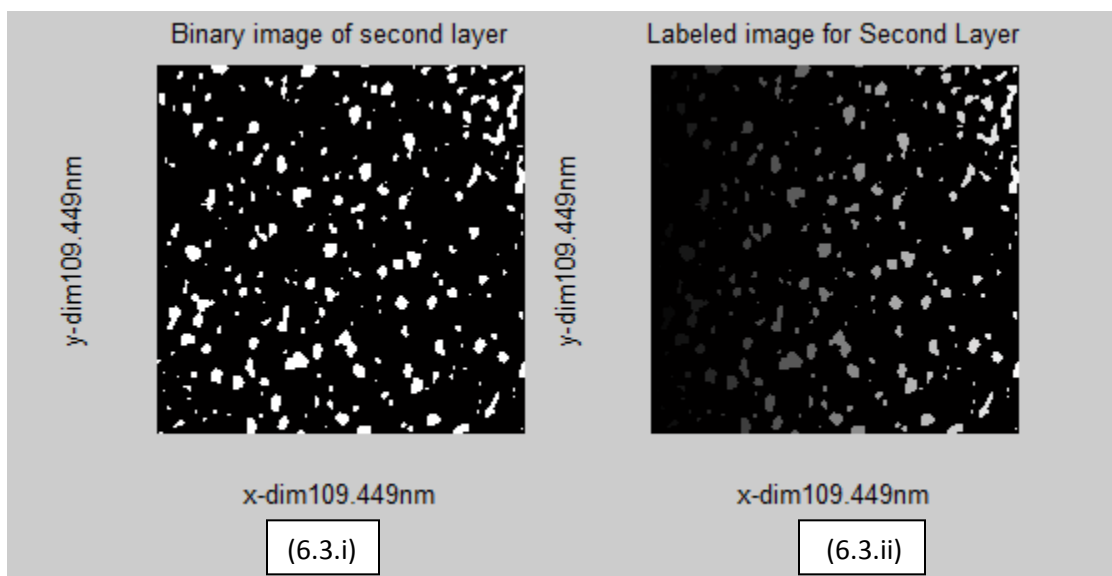 Binary image of second layer
y-dim109.449nm
x-dim109.449nm
(6.3.i)
Labeled image for Second Layer
y-dim109.449nm
x-dim109.449nm
(6.3.ii)